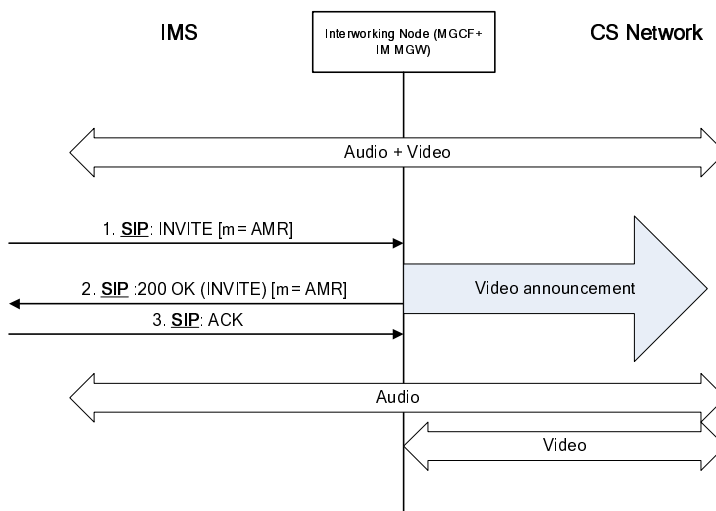 IMS
Interworking Node (MGCF+
IM MGW)
CS Network
Audio + Video
1. SIP: INVITE [m= AMR]
2. SIP :200 OK (INVITE) [m= AMR]
Video announcement
3. SIP: ACK
Audio
Video